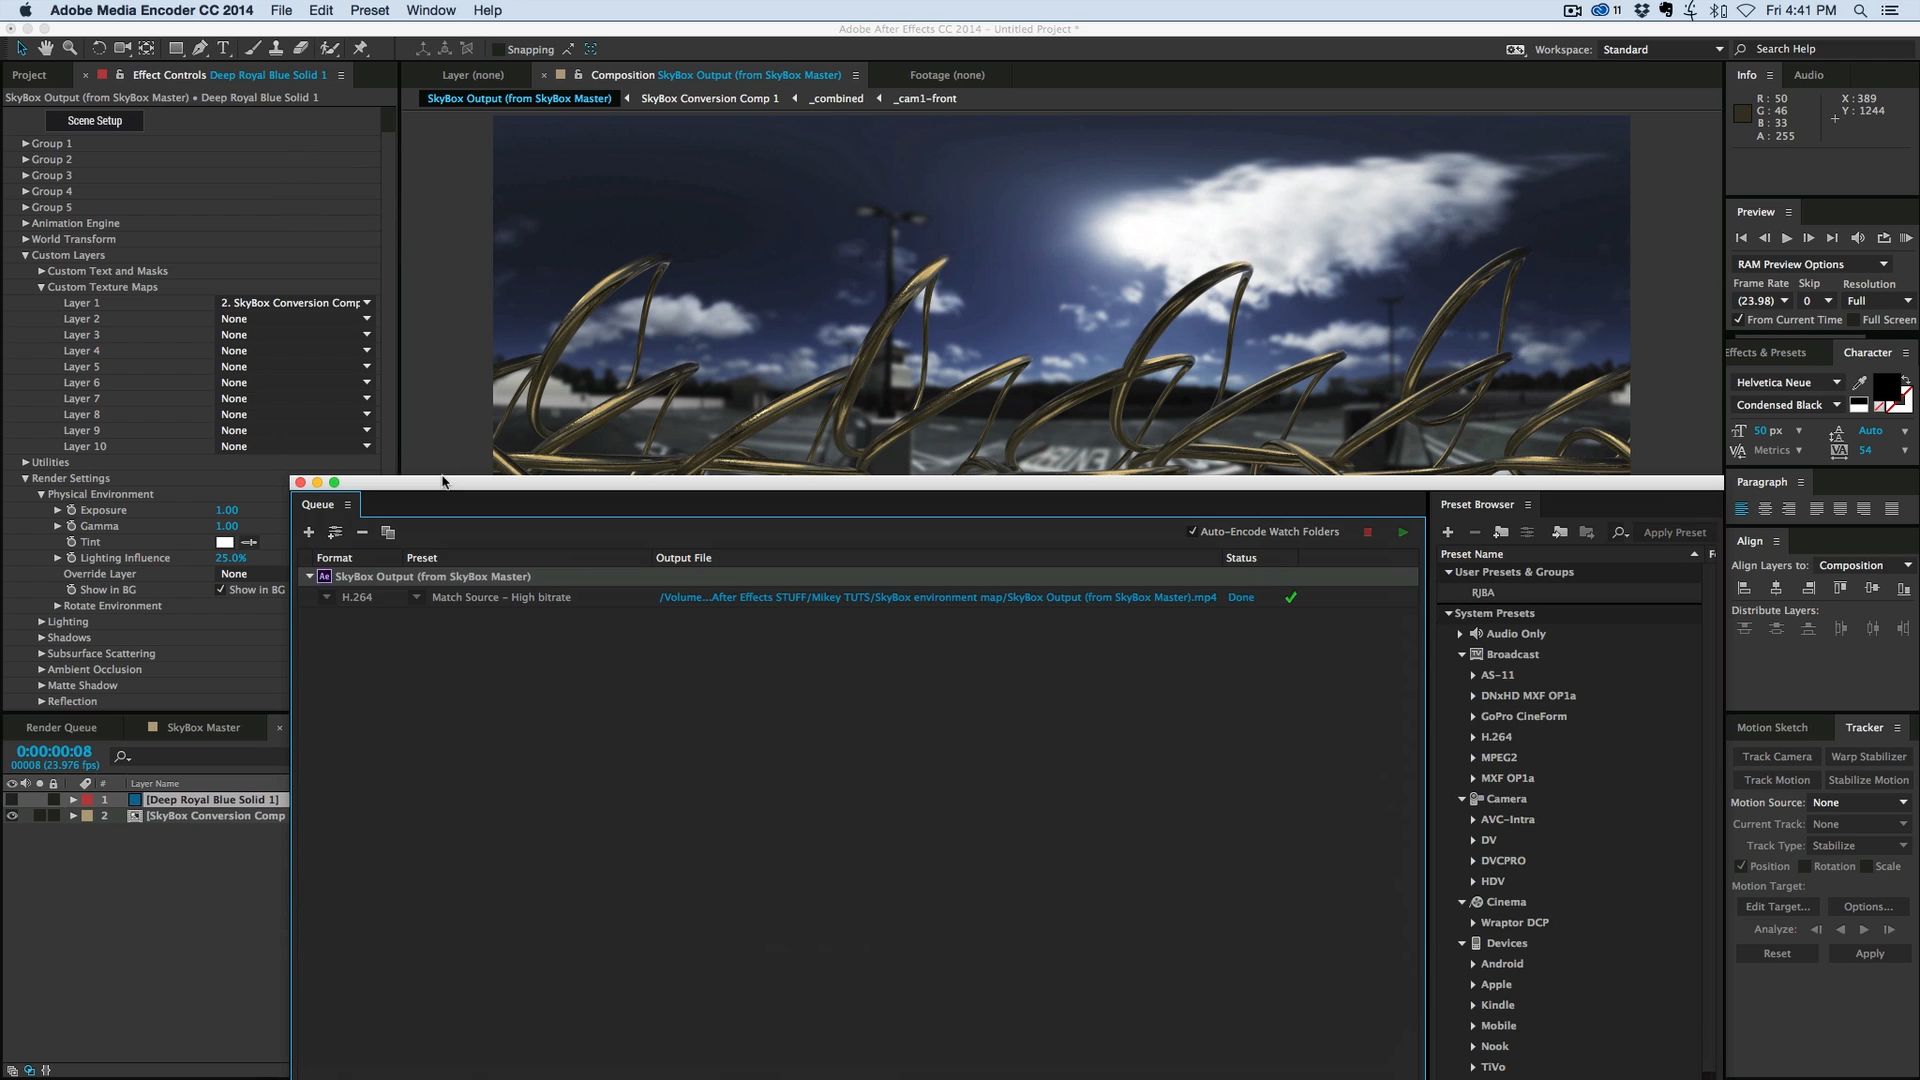 Adobe Media Encoder CC 2014 File Edit Preset Window Help 11 Fri 4:41 PM
Adobe After Effects CC 2014 - Untitled Project *
Snapping Workspace: Standard Search Help
Project × Effect Controls Deep Royal Blue Solid 1 Layer (none) × Composition SkyBox Output (from SkyBox Master) Footage (none) Info Audio
SkyBox Output (from SkyBox Master) • Deep Royal Blue Solid 1
SkyBox Output (from SkyBox Master) SkyBox Conversion Comp 1 _combined _cam1-front
R: 50 X: 389
G: 46 Y: 1244
B: 33
A: 255
Scene Setup
Group 1
Group 2
Group 3
Group 4
Group 5
Animation Engine
World Transform
Custom Layers
Custom Text and Masks
Custom Texture Maps
Layer 1 2. SkyBox Conversion Comp
Layer 2 None
Layer 3 None
Layer 4 None
Layer 5 None
Layer 6 None
Layer 7 None
Layer 8 None
Layer 9 None
Layer 10 None
Utilities
Render Settings
Physical Environment
Exposure 1.00
Gamma 1.00
Tint
Lighting Influence 25.0%
Override Layer None
Show in BG Show in BG
Rotate Environment
Lighting
Shadows
Subsurface Scattering
Ambient Occlusion
Matte Shadow
Reflection
ENTER
Preview
RAM Preview Options
Frame Rate Skip Resolution
(23.98) 0 Full
From Current Time Full Screen
Effects & Presets Character
Helvetica Neue
Condensed Black
50 px Auto
Metrics 54
Paragraph
Align
Align Layers to: Composition
Distribute Layers:
Queue
Auto-Encode Watch Folders
Format Preset Output File Status
Ae SkyBox Output (from SkyBox Master)
H.264 Match Source - High bitrate /Volume...After Effects STUFF/Mikey TUTS/SkyBox environment map/SkyBox Output (from SkyBox Master).mp4 Done
Preset Browser
Apply Preset
Preset Name F
User Presets & Groups
RJBA
System Presets
Audio Only
Broadcast
AS-11
DNxHD MXF OP1a
GoPro CineForm
H.264
MPEG2
MXF OP1a
Camera
AVC-Intra
DV
DVCPRO
HDV
Cinema
Wraptor DCP
Devices
Android
Apple
Kindle
Mobile
Nook
TiVo
Render Queue SkyBox Master ×
0:00:00:08
00008 (23.976 fps)
# Layer Name
1 [Deep Royal Blue Solid 1]
2 [SkyBox Conversion Comp
Motion Sketch Tracker
Track Camera Warp Stabilizer
Track Motion Stabilize Motion
Motion Source: None
Current Track: None
Track Type: Stabilize
Position Rotation Scale
Motion Target:
Edit Target... Options...
Analyze:
Reset Apply